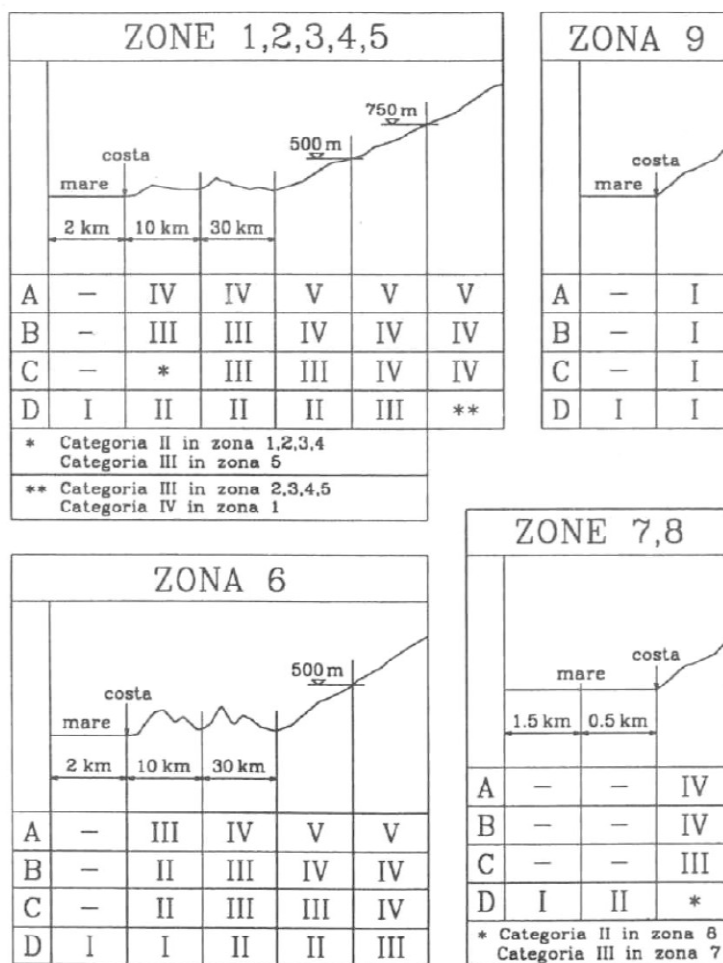 ZONE 1,2,3,4,5
750 m
500 m
costa
mare
2 km 10 km 30 km
A – IV IV V V V
B – III III IV IV IV
C – * III III IV IV
D I II II II III **
* Categoria II in zona 1,2,3,4
Categoria III in zona 5
** Categoria III in zona 2,3,4,5
Categoria IV in zona 1
ZONA 9
costa
mare
A – I
B – I
C – I
D I I
ZONA 6
500 m
costa
mare
2 km 10 km 30 km
A – III IV V V
B – II III IV IV
C – II III III IV
D I I II II III
ZONE 7,8
costa
mare
1.5 km 0.5 km
A – – IV
B – – IV
C – – III
D I II *
* Categoria II in zona 8
Categoria III in zona 7